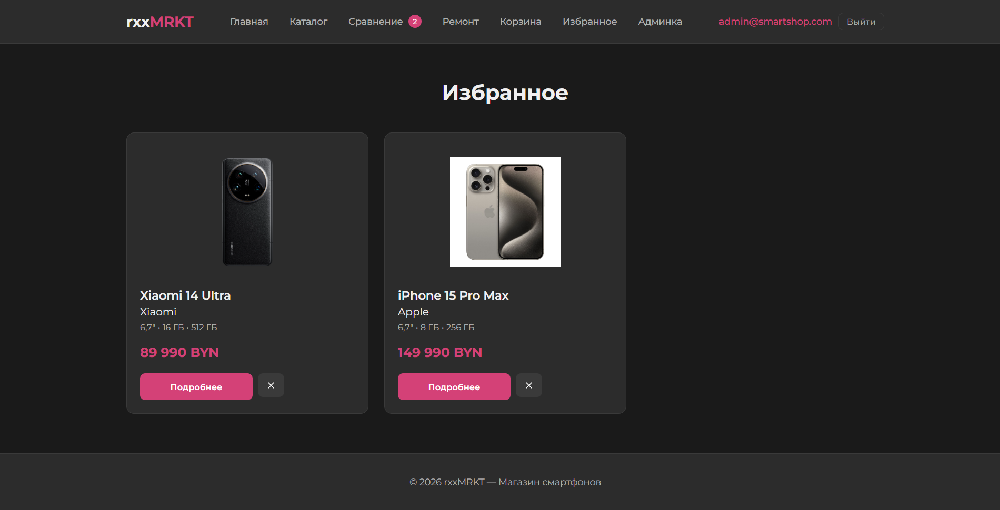 rxxMRKT Главная Каталог Сравнение 2 Ремонт Корзина Избранное Админка admin@smartshop.com Выйти
Избранное
xiaomi
Xiaomi 14 Ultra
Xiaomi
6,7" • 16 ГБ • 512 ГБ
89 990 BYN
Подробнее ×
iPhone 15 Pro Max
Apple
6,7" • 8 ГБ • 256 ГБ
149 990 BYN
Подробнее ×
© 2026 rxxMRKT — Магазин смартфонов